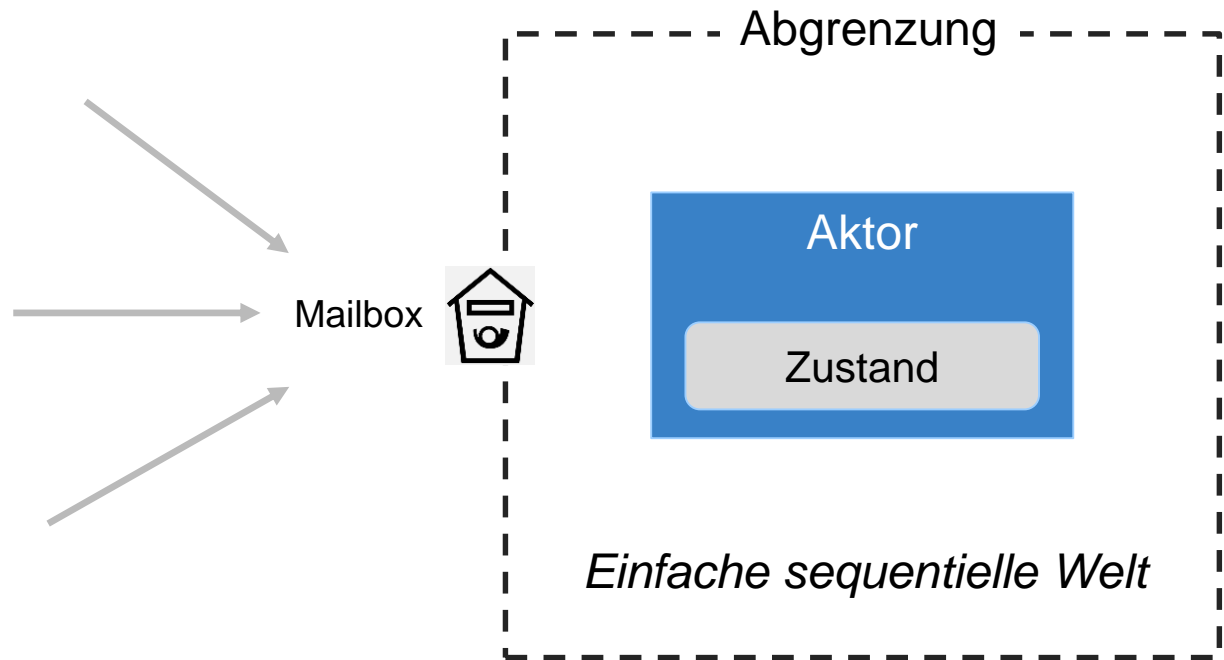 Abgrenzung
Aktor
Mailbox
Zustand
Einfache sequentielle Welt